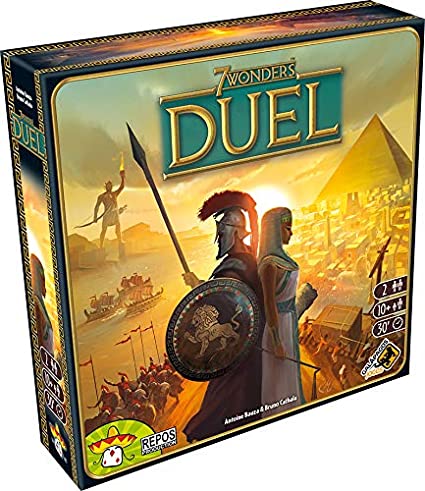 7 WONDERS
DUEL
2
10+
30'
Antoine Bauza & Bruno Cathala
REPOS
PRODUCTION